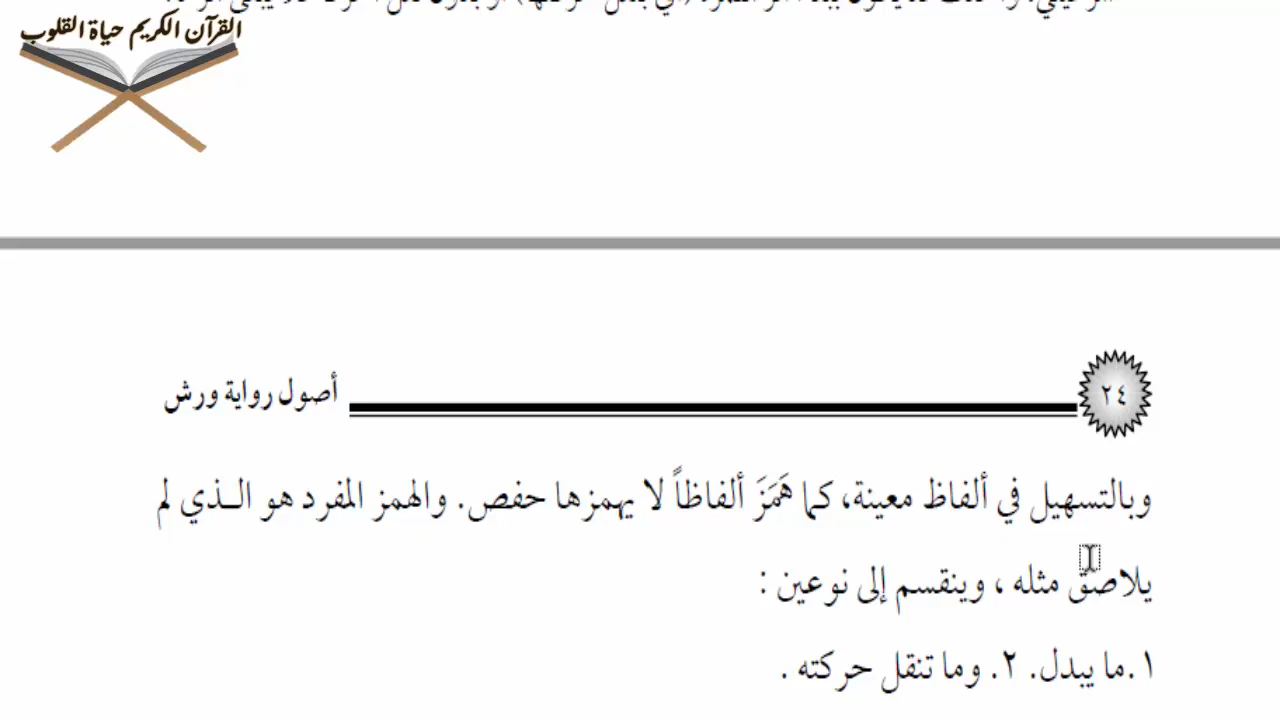 القرآن الكريم حياة القلوب
٢٤
أصول رواية ورش
وبالتسهيل في ألفاظ معينة، كما هَمَزَ ألفاظاً لا يهمزها حفص. والهمز المفرد هو الـذي لم
يلاصق مثله ، وينقسم إلى نوعين :
١.ما يبدل. ٢. وما تنقل حركته .